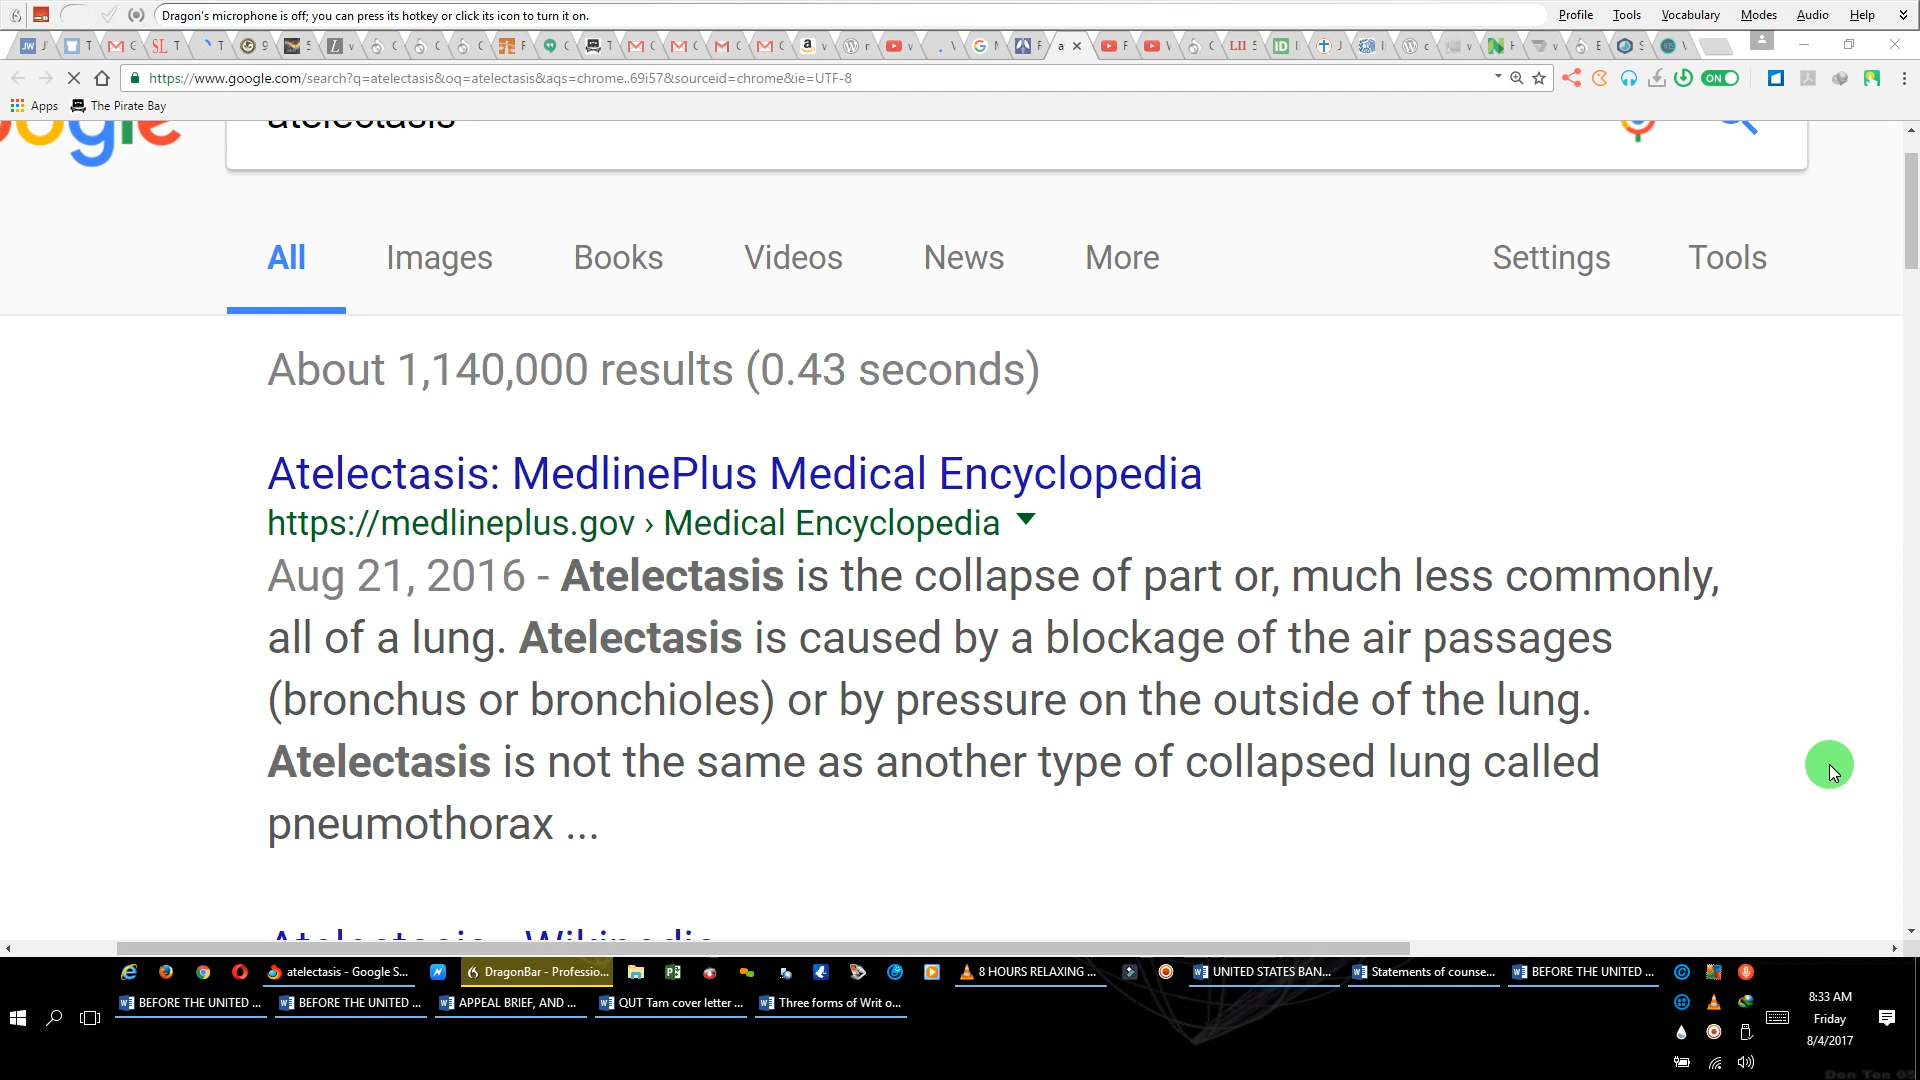 Dragon's microphone is off; you can press its hotkey or click its icon to turn it on.
Profile Tools Vocabulary Modes Audio Help
https://www.google.com/search?q=atelectasis&oq=atelectasis&aqs=chrome..69i57&sourceid=chrome&ie=UTF-8
ON
Apps The Pirate Bay
atelectasis
All Images Books Videos News More Settings Tools
About 1,140,000 results (0.43 seconds)
Atelectasis: MedlinePlus Medical Encyclopedia
https://medlineplus.gov › Medical Encyclopedia
Aug 21, 2016 - Atelectasis is the collapse of part or, much less commonly,
all of a lung. Atelectasis is caused by a blockage of the air passages
(bronchus or bronchioles) or by pressure on the outside of the lung.
Atelectasis is not the same as another type of collapsed lung called
pneumothorax ...
Atelectasis - Wikipedia
atelectasis - Google S... DragonBar - Professio... 8 HOURS RELAXING ... UNITED STATES BAN... Statements of counse... BEFORE THE UNITED ...
BEFORE THE UNITED ... BEFORE THE UNITED ... APPEAL BRIEF, AND ... QUT Tam cover letter ... Three forms of Writ o...
8:33 AM
Friday
8/4/2017